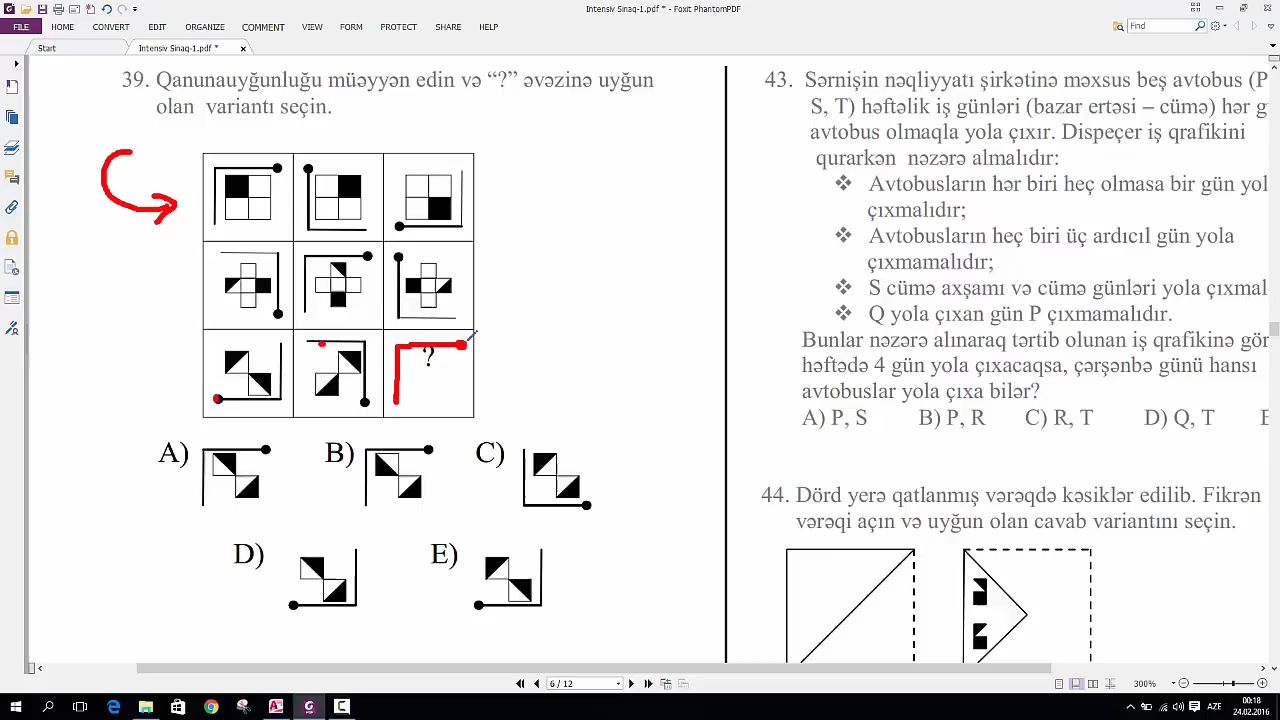 Intensiv Sinaq-1.pdf * - Foxit PhantomPDF
FILE HOME CONVERT EDIT ORGANIZE COMMENT VIEW FORM PROTECT SHARE HELP
Find
Start Intensiv Sinaq-1.pdf *
39. Qanunauyğunluğu müəyyən edin və “?” əvəzinə uyğun
olan variantı seçin.
?
A) B) C)
D) E)
43. Sərnişin nəqliyyatı şirkətinə məxsus beş avtobus (P
S, T) həftəlik iş günləri (bazar ertəsi – cümə) hər g
avtobus olmaqla yola çıxır. Dispeçer iş qrafikini
qurarkən nəzərə almalıdır:
❖ Avtobusların hər biri heç olmasa bir gün yol
çıxmalıdır;
❖ Avtobusların heç biri üç ardıcıl gün yola
çıxmamalıdır;
❖ S cümə axşamı və cümə günləri yola çıxmal
❖ Q yola çıxan gün P çıxmamalıdır.
Bunlar nəzərə alınaraq tərtib olunan iş qrafikinə gör
həftədə 4 gün yola çıxacaqsa, çərşənbə günü hansı
avtobuslar yola çıxa bilər?
A) P, S B) P, R C) R, T D) Q, T E
44. Dörd yerə qatlanmış vərəqdə kəsiklər edilib. Fikrən
vərəqi açın və uyğun olan cavab variantını seçin.
6 / 12
300%
AZE
00:18
24.02.2016